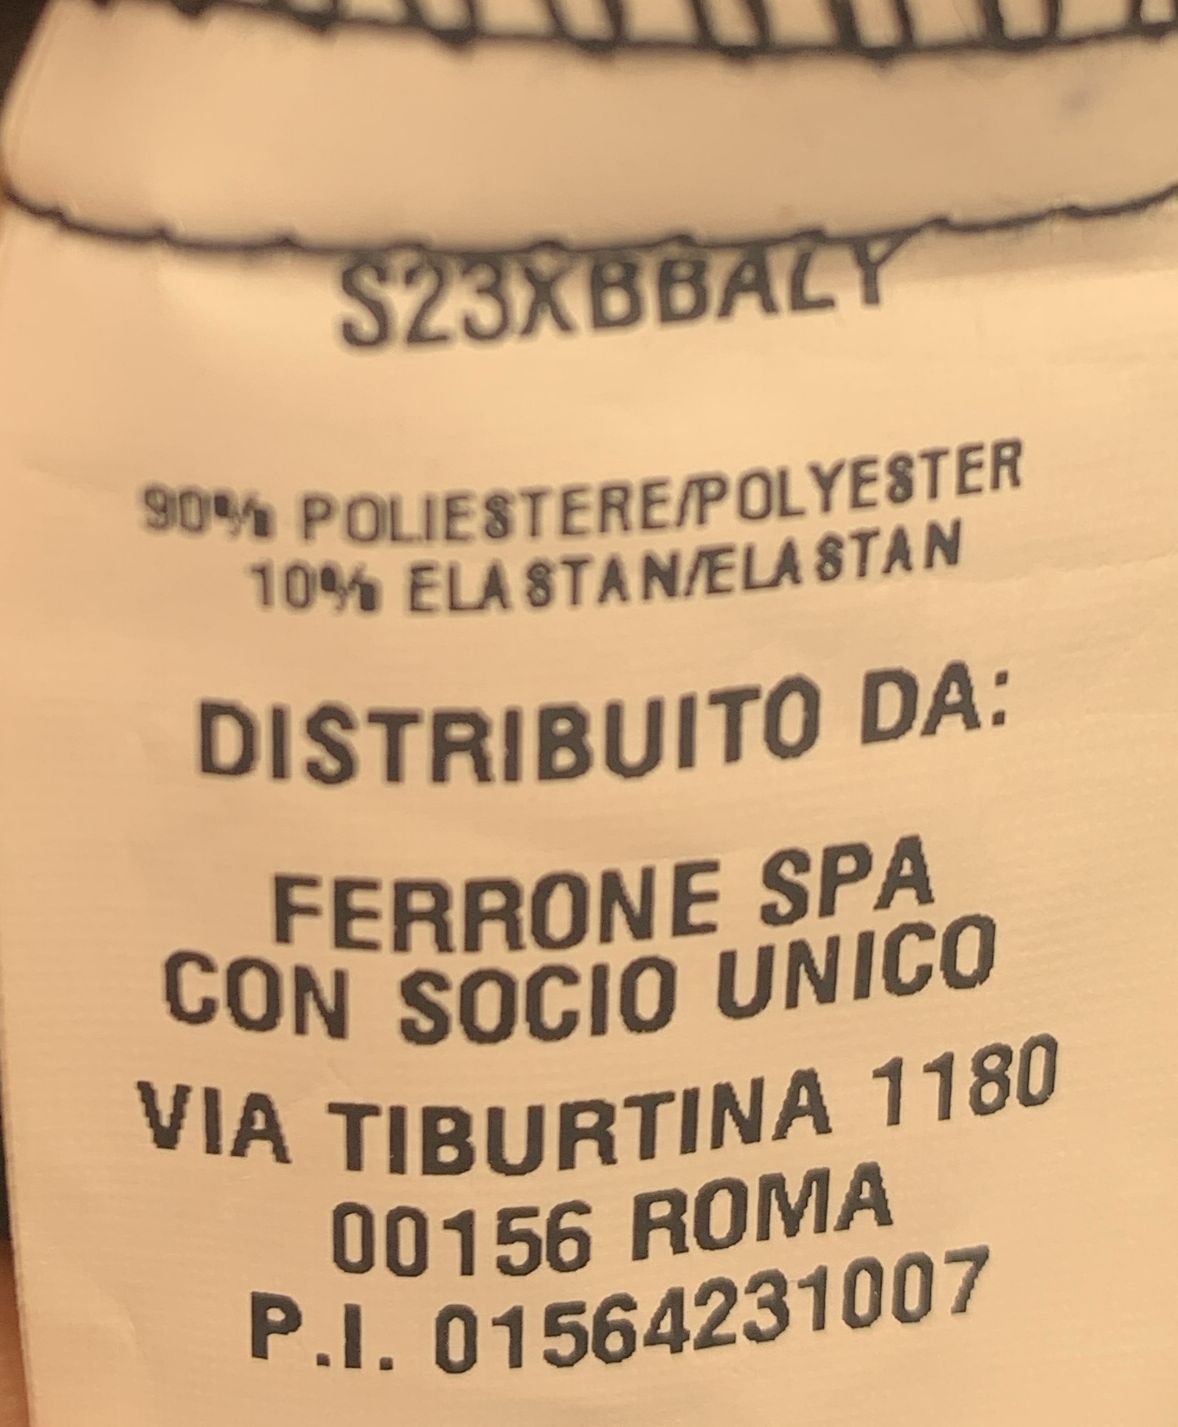 S23XBBALY
90% POLIESTERE/POLYESTER
10% ELASTAN/ELASTAN
DISTRIBUITO DA:
FERRONE SPA
CON SOCIO UNICO
VIA TIBURTINA 1180
00156 ROMA
P.I. 01564231007